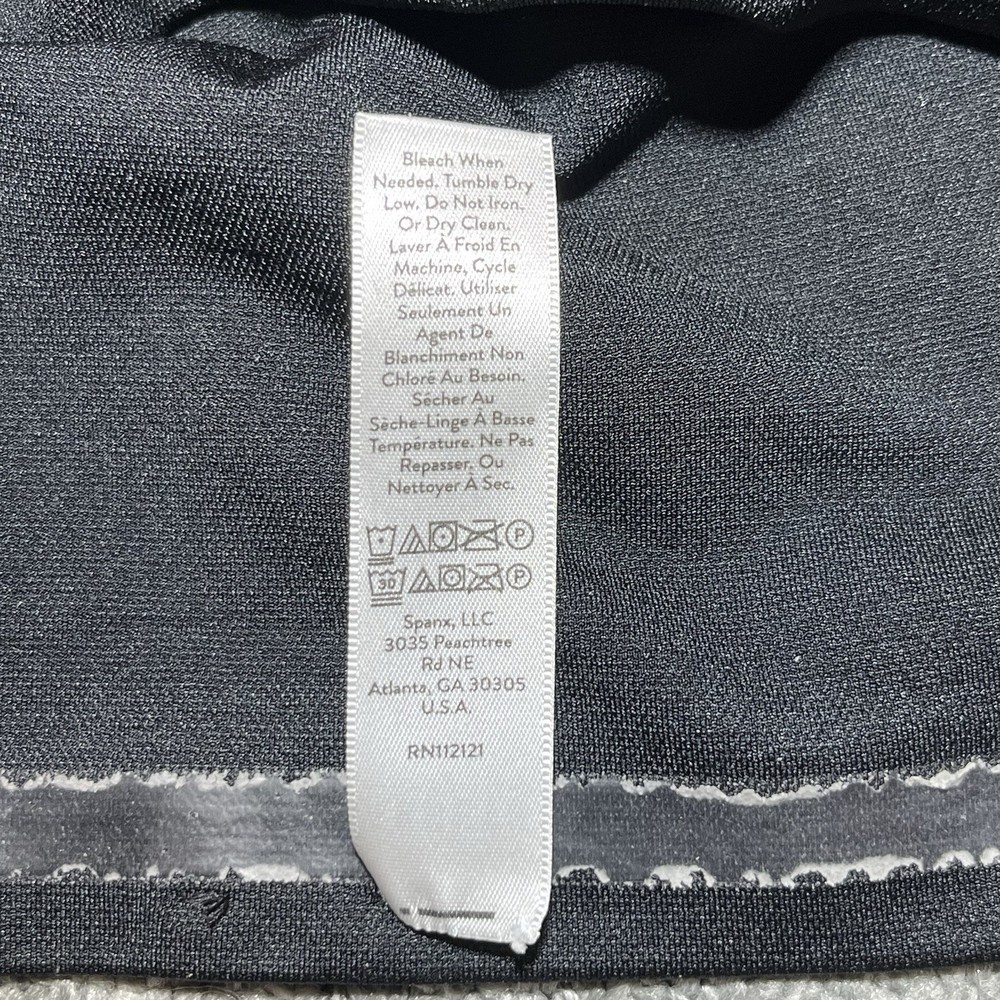 Bleach When
Needed. Tumble Dry
Low. Do Not Iron.
Or Dry Clean.
Laver À Froid En
Machine, Cycle
Délicat. Utiliser
Seulement Un
Agent De
Blanchiment Non
Chloré Au Besoin.
Sécher Au
Sèche-Linge À Basse
Température. Ne Pas
Repasser, Ou
Nettoyer À Sec.
P
30 P
Spanx, LLC
3035 Peachtree
Rd NE
Atlanta, GA 30305
U.S.A.
RN112121